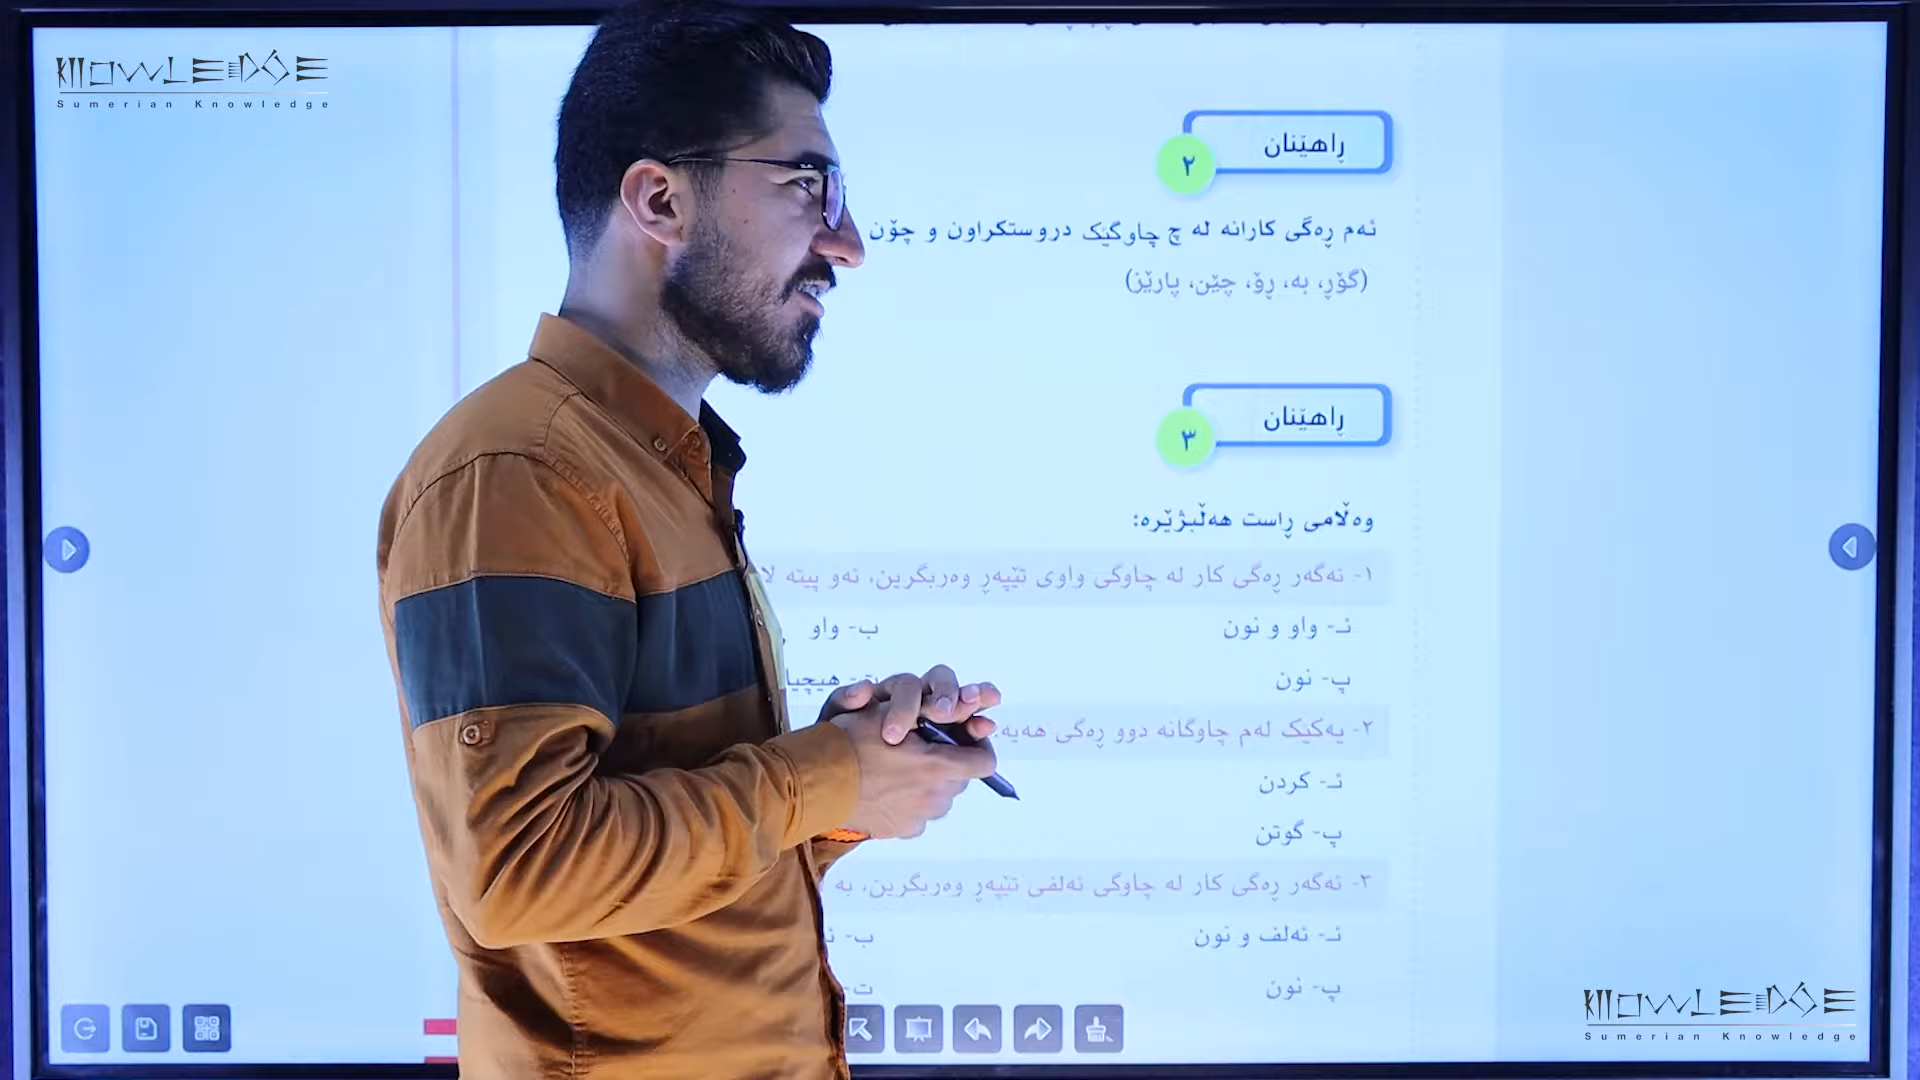 KNOWLEDGE
Sumerian Knowledge
ڕاهێنان
٢
ئەم ڕەگی کارانە لە چ چاوگێک دروستکراون و چۆن
(گۆڕ، بە، ڕۆ، چێن، پارێز)
ڕاهێنان
٣
وەڵامی ڕاست هەڵبژێرە:
١- ئەگەر ڕەگی کار لە چاوگی واوی تێپەڕ وەربگرین، ئەو پیتە
ئـ- واو و نون ب- واو
پ- نون ت-
٢- یەکێک لەم چاوگانە دوو ڕەگی هەیە:
ئـ- کردن
پ- گوتن
٣- ئەگەر ڕەگی کار لە چاوگی ئەلفی تێپەڕ وەربگرین، بە
ئـ- ئەلف و نون ب-
پ- نون ت-
KNOWLEDGE
Sumerian Knowledge